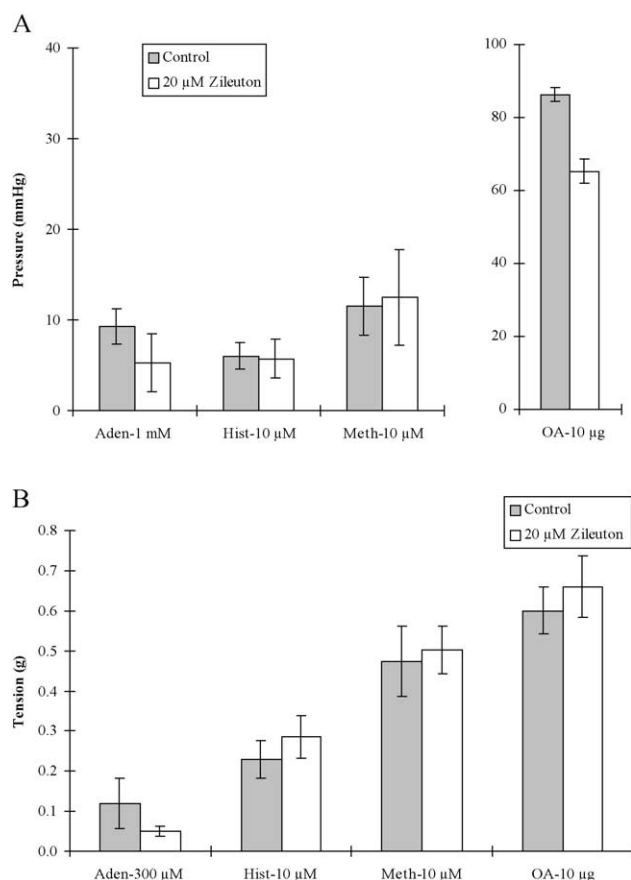 A
Control
20 µM Zileuton
Pressure (mmHg)
40
30
20
10
0
Aden-1 mM
Hist-10 µM
Meth-10 µM
100
80
60
40
20
0
OA-10 µg
B
Control
20 µM Zileuton
Tension (g)
0.8
0.7
0.6
0.5
0.4
0.3
0.2
0.1
0.0
Aden-300 µM
Hist-10 µM
Meth-10 µM
OA-10 µg